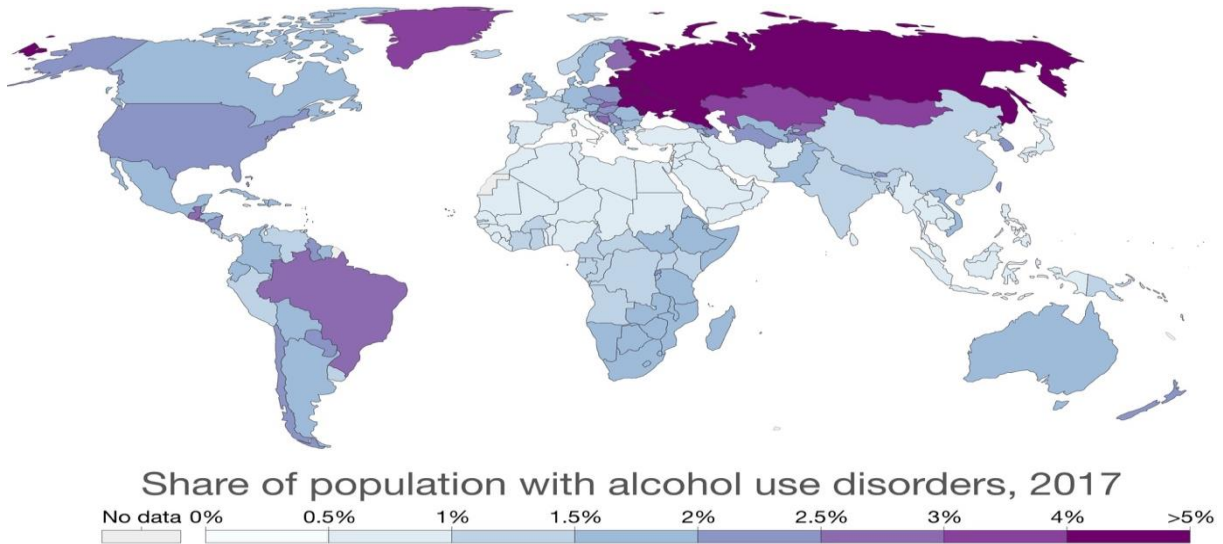 Share of population with alcohol use disorders, 2017
No data 0% 0.5% 1% 1.5% 2% 2.5% 3% 4% >5%